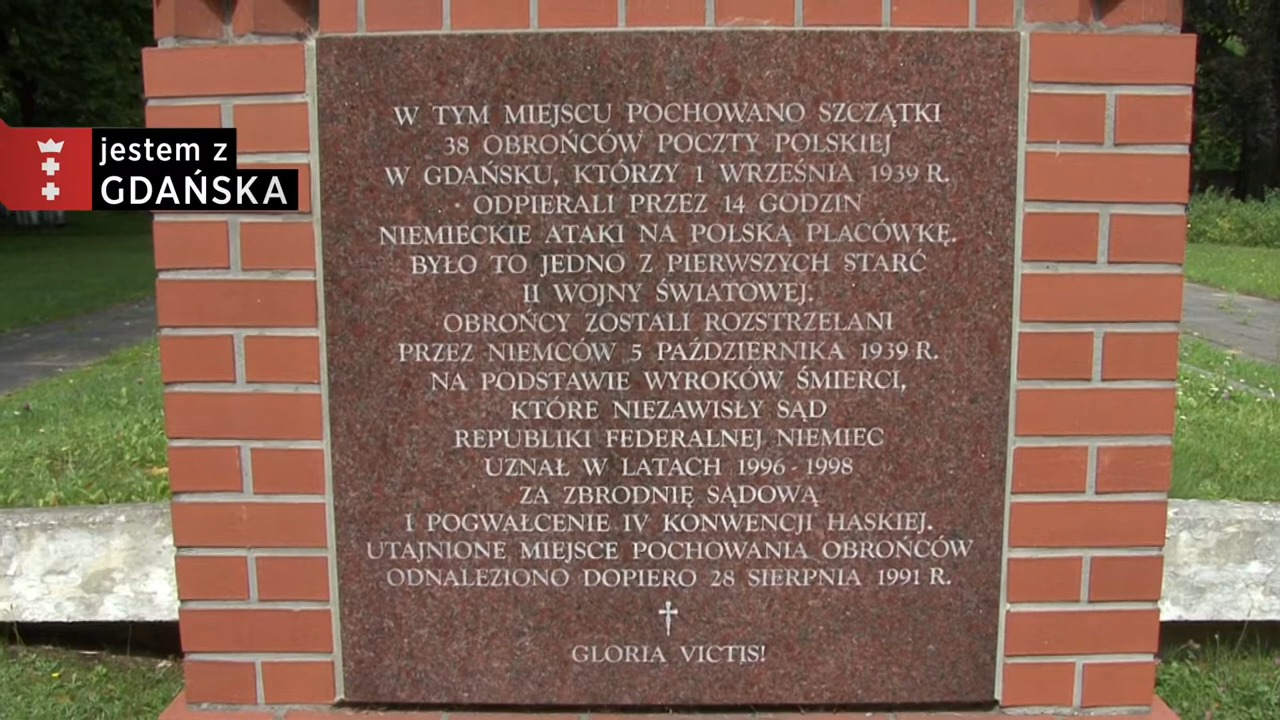 jestem z
GDAŃSKA
W TYM MIEJSCU POCHOWANO SZCZĄTKI
38 OBROŃCÓW POCZTY POLSKIEJ
W GDAŃSKU, KTÓRZY 1 WRZEŚNIA 1939 R.
ODPIERALI PRZEZ 14 GODZIN
NIEMIECKIE ATAKI NA POLSKĄ PLACÓWKĘ.
BYŁO TO JEDNO Z PIERWSZYCH STARĆ
II WOJNY ŚWIATOWEJ.
OBROŃCY ZOSTALI ROZSTRZELANI
PRZEZ NIEMCÓW 5 PAŹDZIERNIKA 1939 R.
NA PODSTAWIE WYROKÓW ŚMIERCI,
KTÓRE NIEZAWISŁY SĄD
REPUBLIKI FEDERALNEJ NIEMIEC
UZNAŁ W LATACH 1996 - 1998
ZA ZBRODNIĘ SĄDOWĄ
I POGWAŁCENIE IV KONWENCJI HASKIEJ.
UTAJNIONE MIEJSCE POCHOWANIA OBROŃCÓW
ODNALEZIONO DOPIERO 28 SIERPNIA 1991 R.
GLORIA VICTIS!